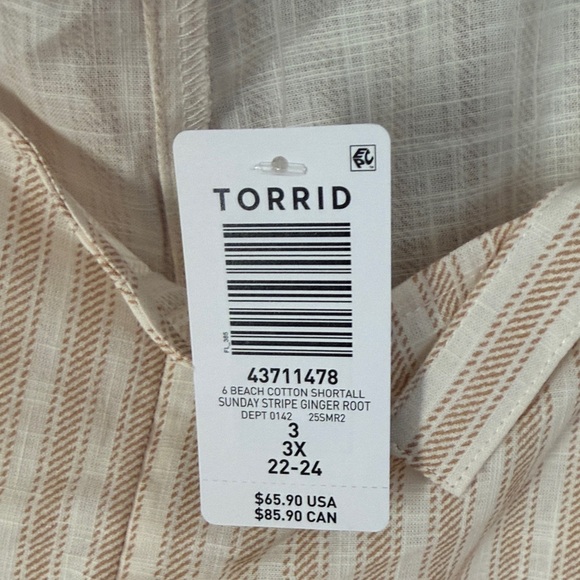 TORRID
FL_365
43711478
6 BEACH COTTON SHORTALL
SUNDAY STRIPE GINGER ROOT
DEPT 0142 25SMR2
3
3X
22-24
$65.90 USA
$85.90 CAN